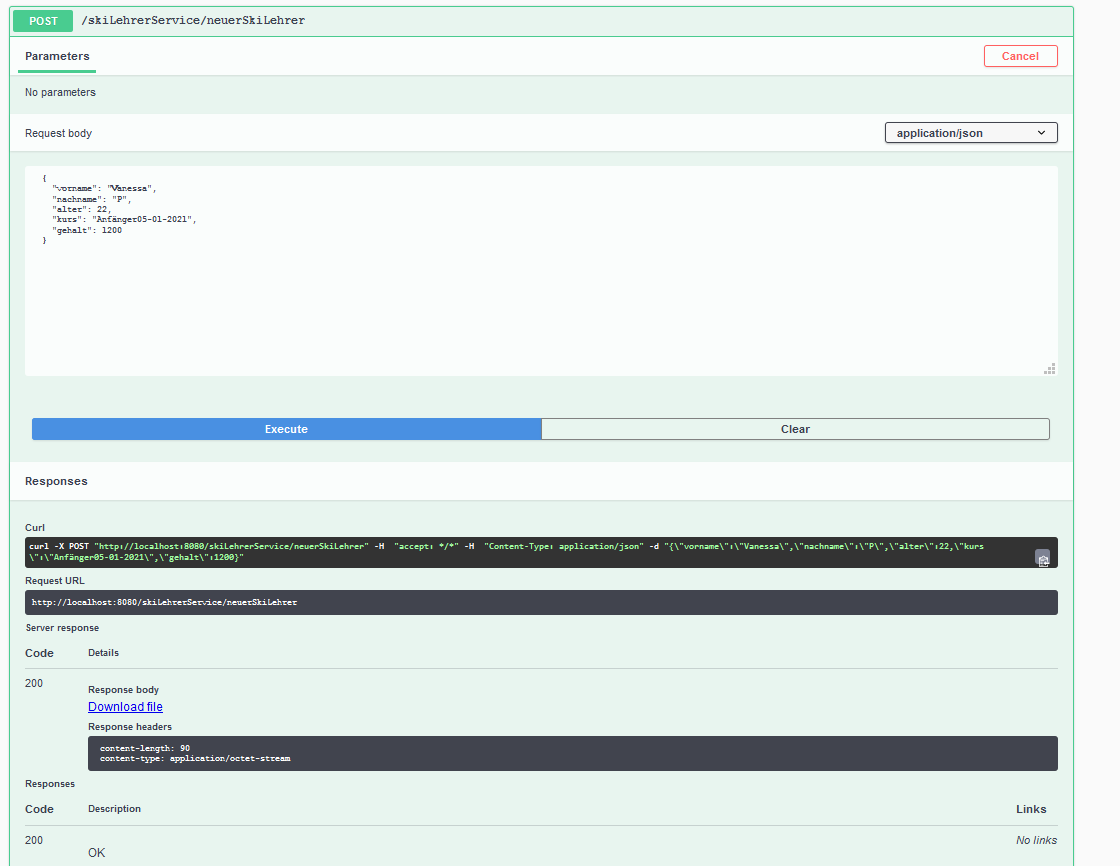 POST /skiLehrerService/neuerSkiLehrer
Parameters
Cancel
No parameters
Request body
application/json
{
"vorname": "Vanessa",
"nachname": "P",
"alter": 22,
"kurs": "Anfänger05-01-2021",
"gehalt": 1200
}
Execute
Clear
Responses
Curl
curl -X POST "http://localhost:8080/skiLehrerService/neuerSkiLehrer" -H  "accept: */*" -H  "Content-Type: application/json" -d "{\"vorname\":\"Vanessa\",\"nachname\":\"P\",\"alter\":22,\"kurs
\":\"Anfänger05-01-2021\",\"gehalt\":1200}"
Request URL
http://localhost:8080/skiLehrerService/neuerSkiLehrer
Server response
Code Details
200
Response body
Download file
Response headers
content-length: 90
content-type: application/octet-stream
Responses
Code Description Links
200 No links
OK